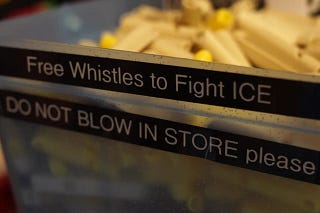 Free Whistles to Fight ICE
DO NOT BLOW IN STORE please